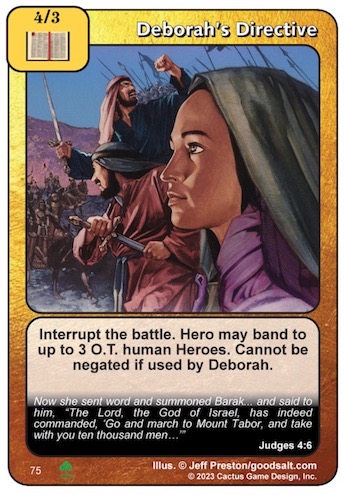 4/3
Deborah's Directive
Interrupt the battle. Hero may band to
up to 3 O.T. human Heroes. Cannot be
negated if used by Deborah.
Now she sent word and summoned Barak... and said to
him, “The Lord, the God of Israel, has indeed
commanded, ‘Go and march to Mount Tabor, and take
with you ten thousand men…’”
Judges 4:6
75
Illus. © Jeff Preston/goodsalt.com
© 2023 Cactus Game Design, Inc.